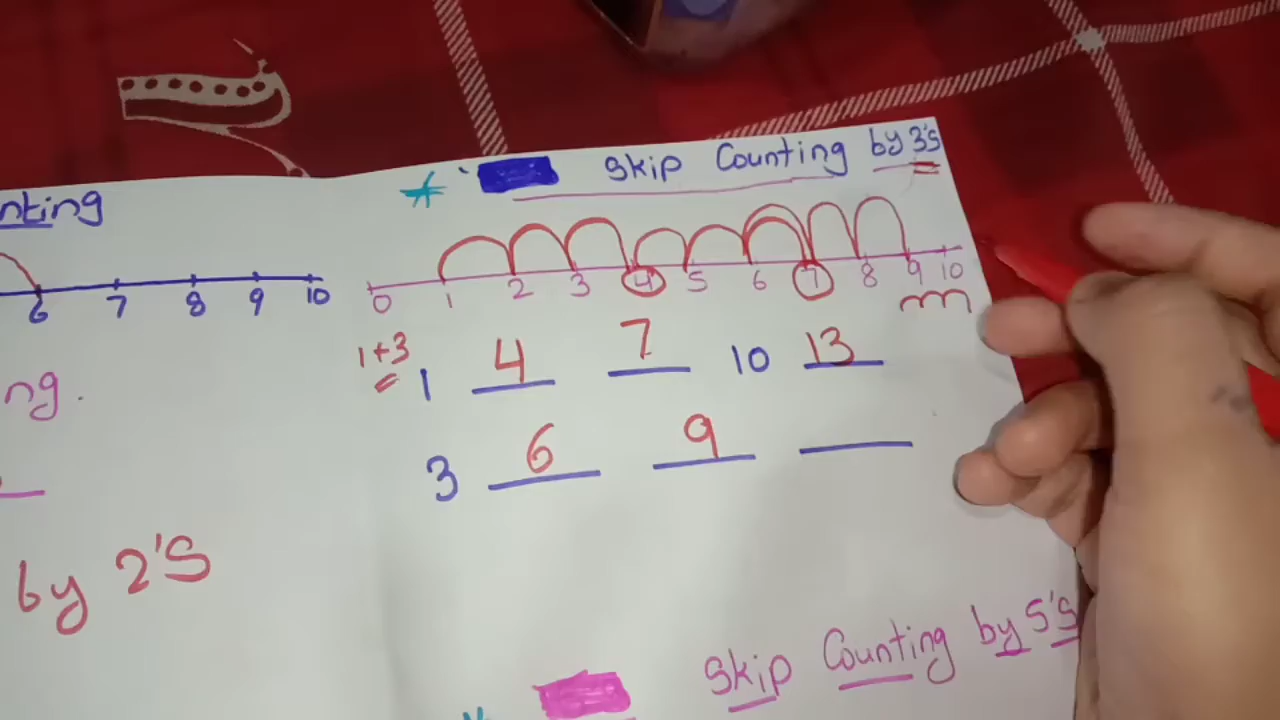 nting
6 7 8 9 10
ng.
by 2's
* Skip Counting by 3's
0 1 2 3 4 5 6 7 8 9 10
1+3
1 4 7 10 13
3 6 9
Skip Counting by 5's